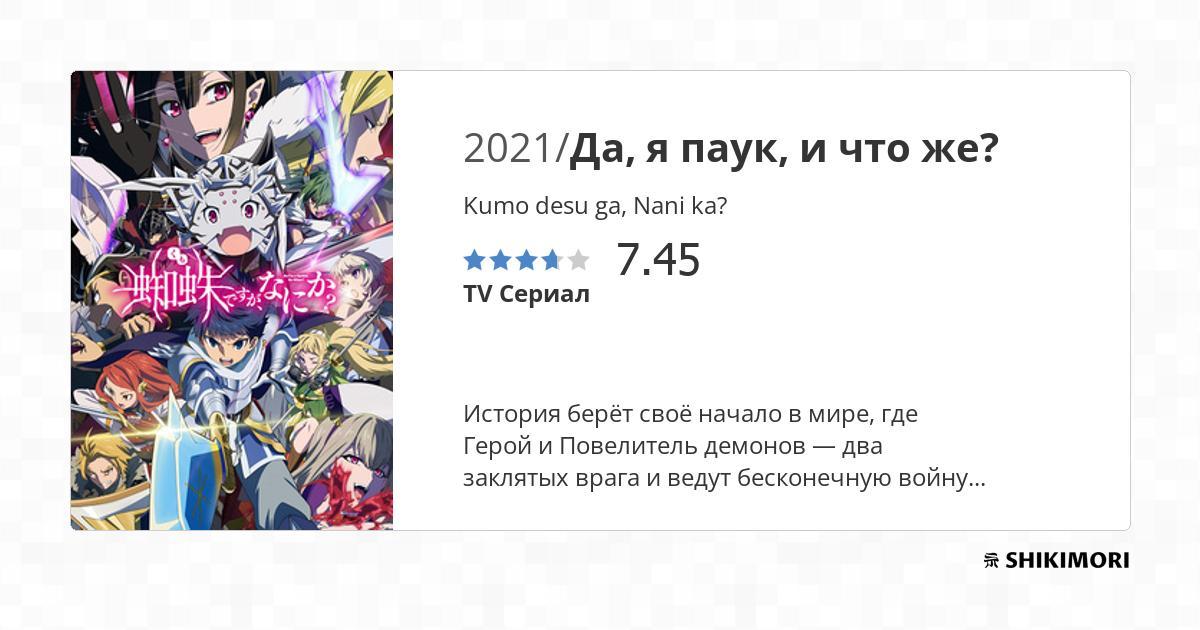 蜘蛛ですが、なにか?
2021/Да, я паук, и что же?
Kumo desu ga, Nani ka?
7.45
TV Сериал
История берёт своё начало в мире, где
Герой и Повелитель демонов — два
заклятых врага и ведут бесконечную войну...
SHIKIMORI